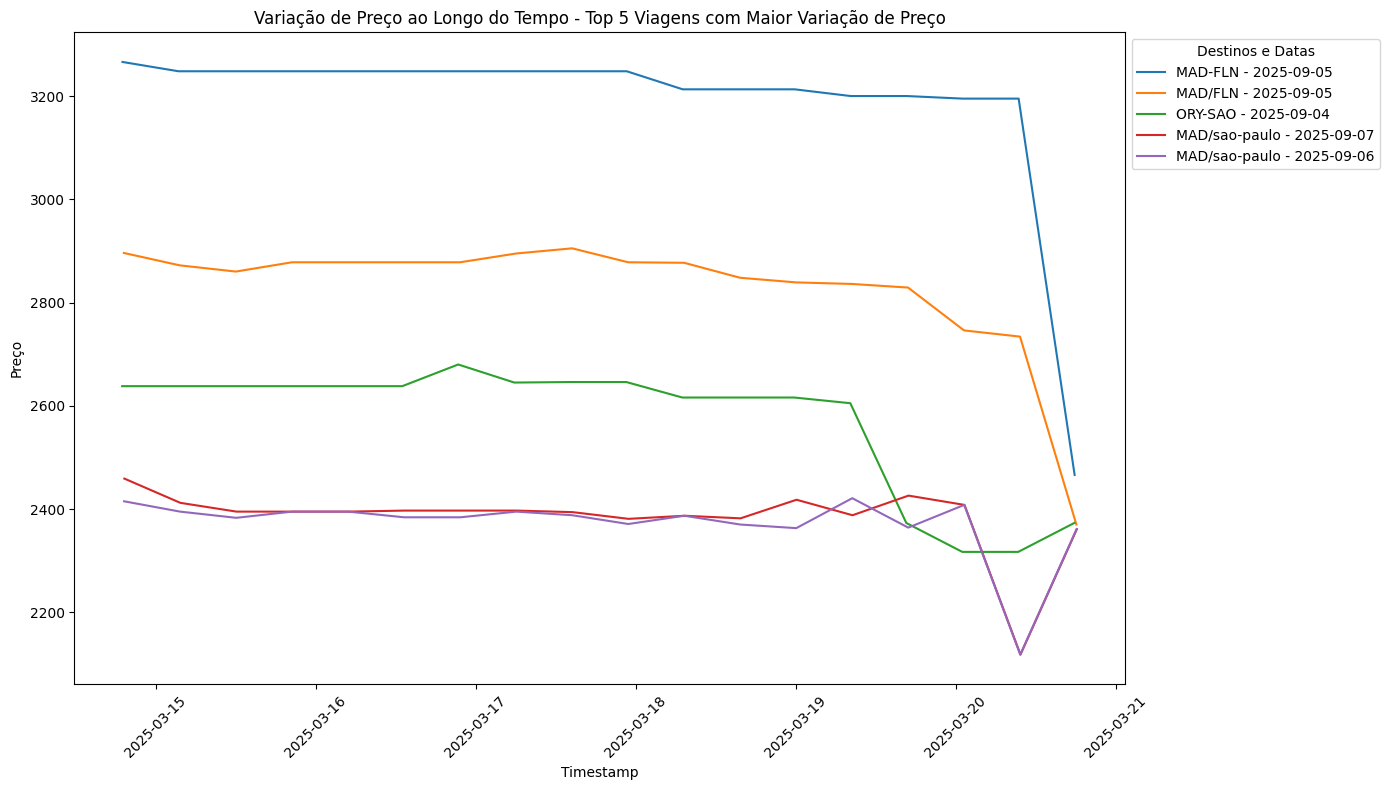 Variação de Preço ao Longo do Tempo - Top 5 Viagens com Maior Variação de Preço
Destinos e Datas
MAD-FLN - 2025-09-05
MAD/FLN - 2025-09-05
ORY-SAO - 2025-09-04
MAD/sao-paulo - 2025-09-07
MAD/sao-paulo - 2025-09-06
Preço
3200
3000
2800
2600
2400
2200
2025-03-15
2025-03-16
2025-03-17
2025-03-18
2025-03-19
2025-03-20
2025-03-21
Timestamp